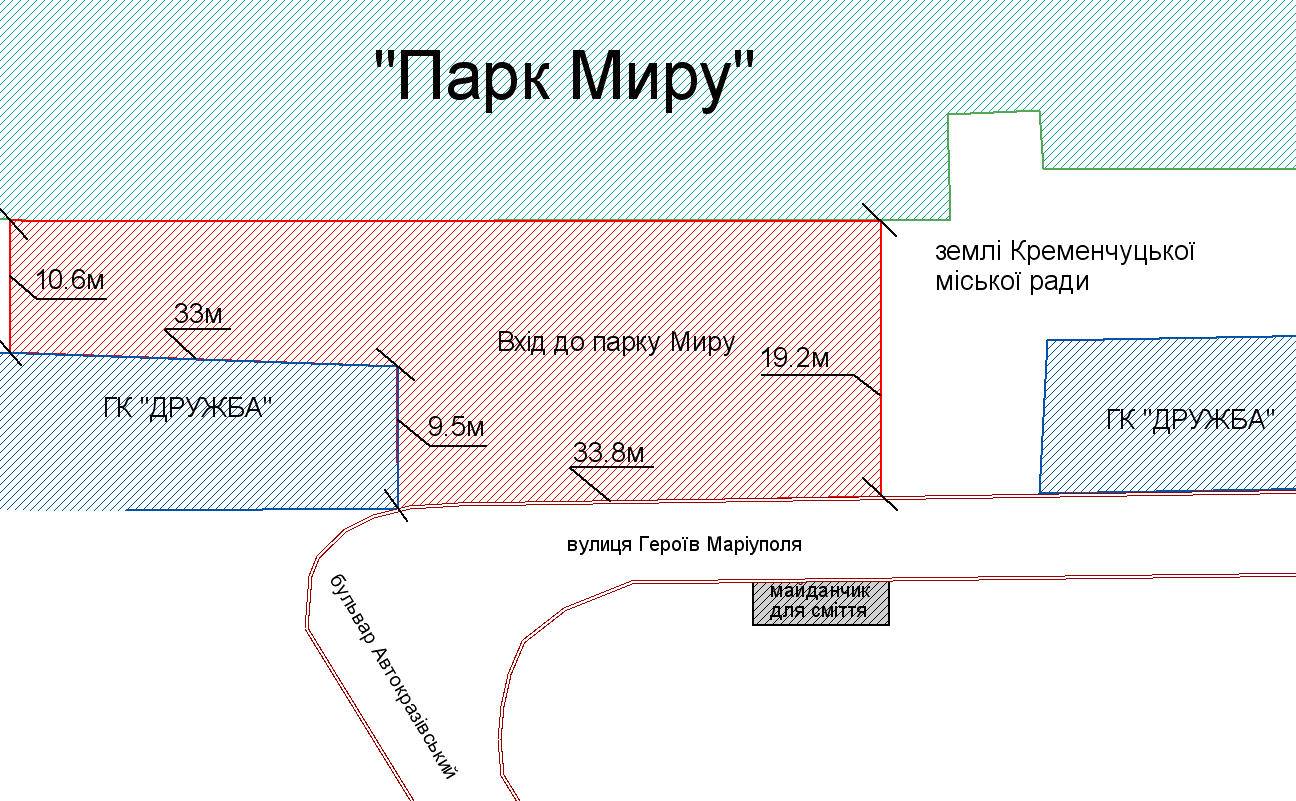 "Парк Миру"
землі Кременчуцької
міської ради
10.6м
33м
Вхід до парку Миру
19.2м
ГК "ДРУЖБА"
9.5м
ГК "ДРУЖБА"
33.8м
вулиця Героїв Маріуполя
майданчик
для сміття
бульвар Автокразівський